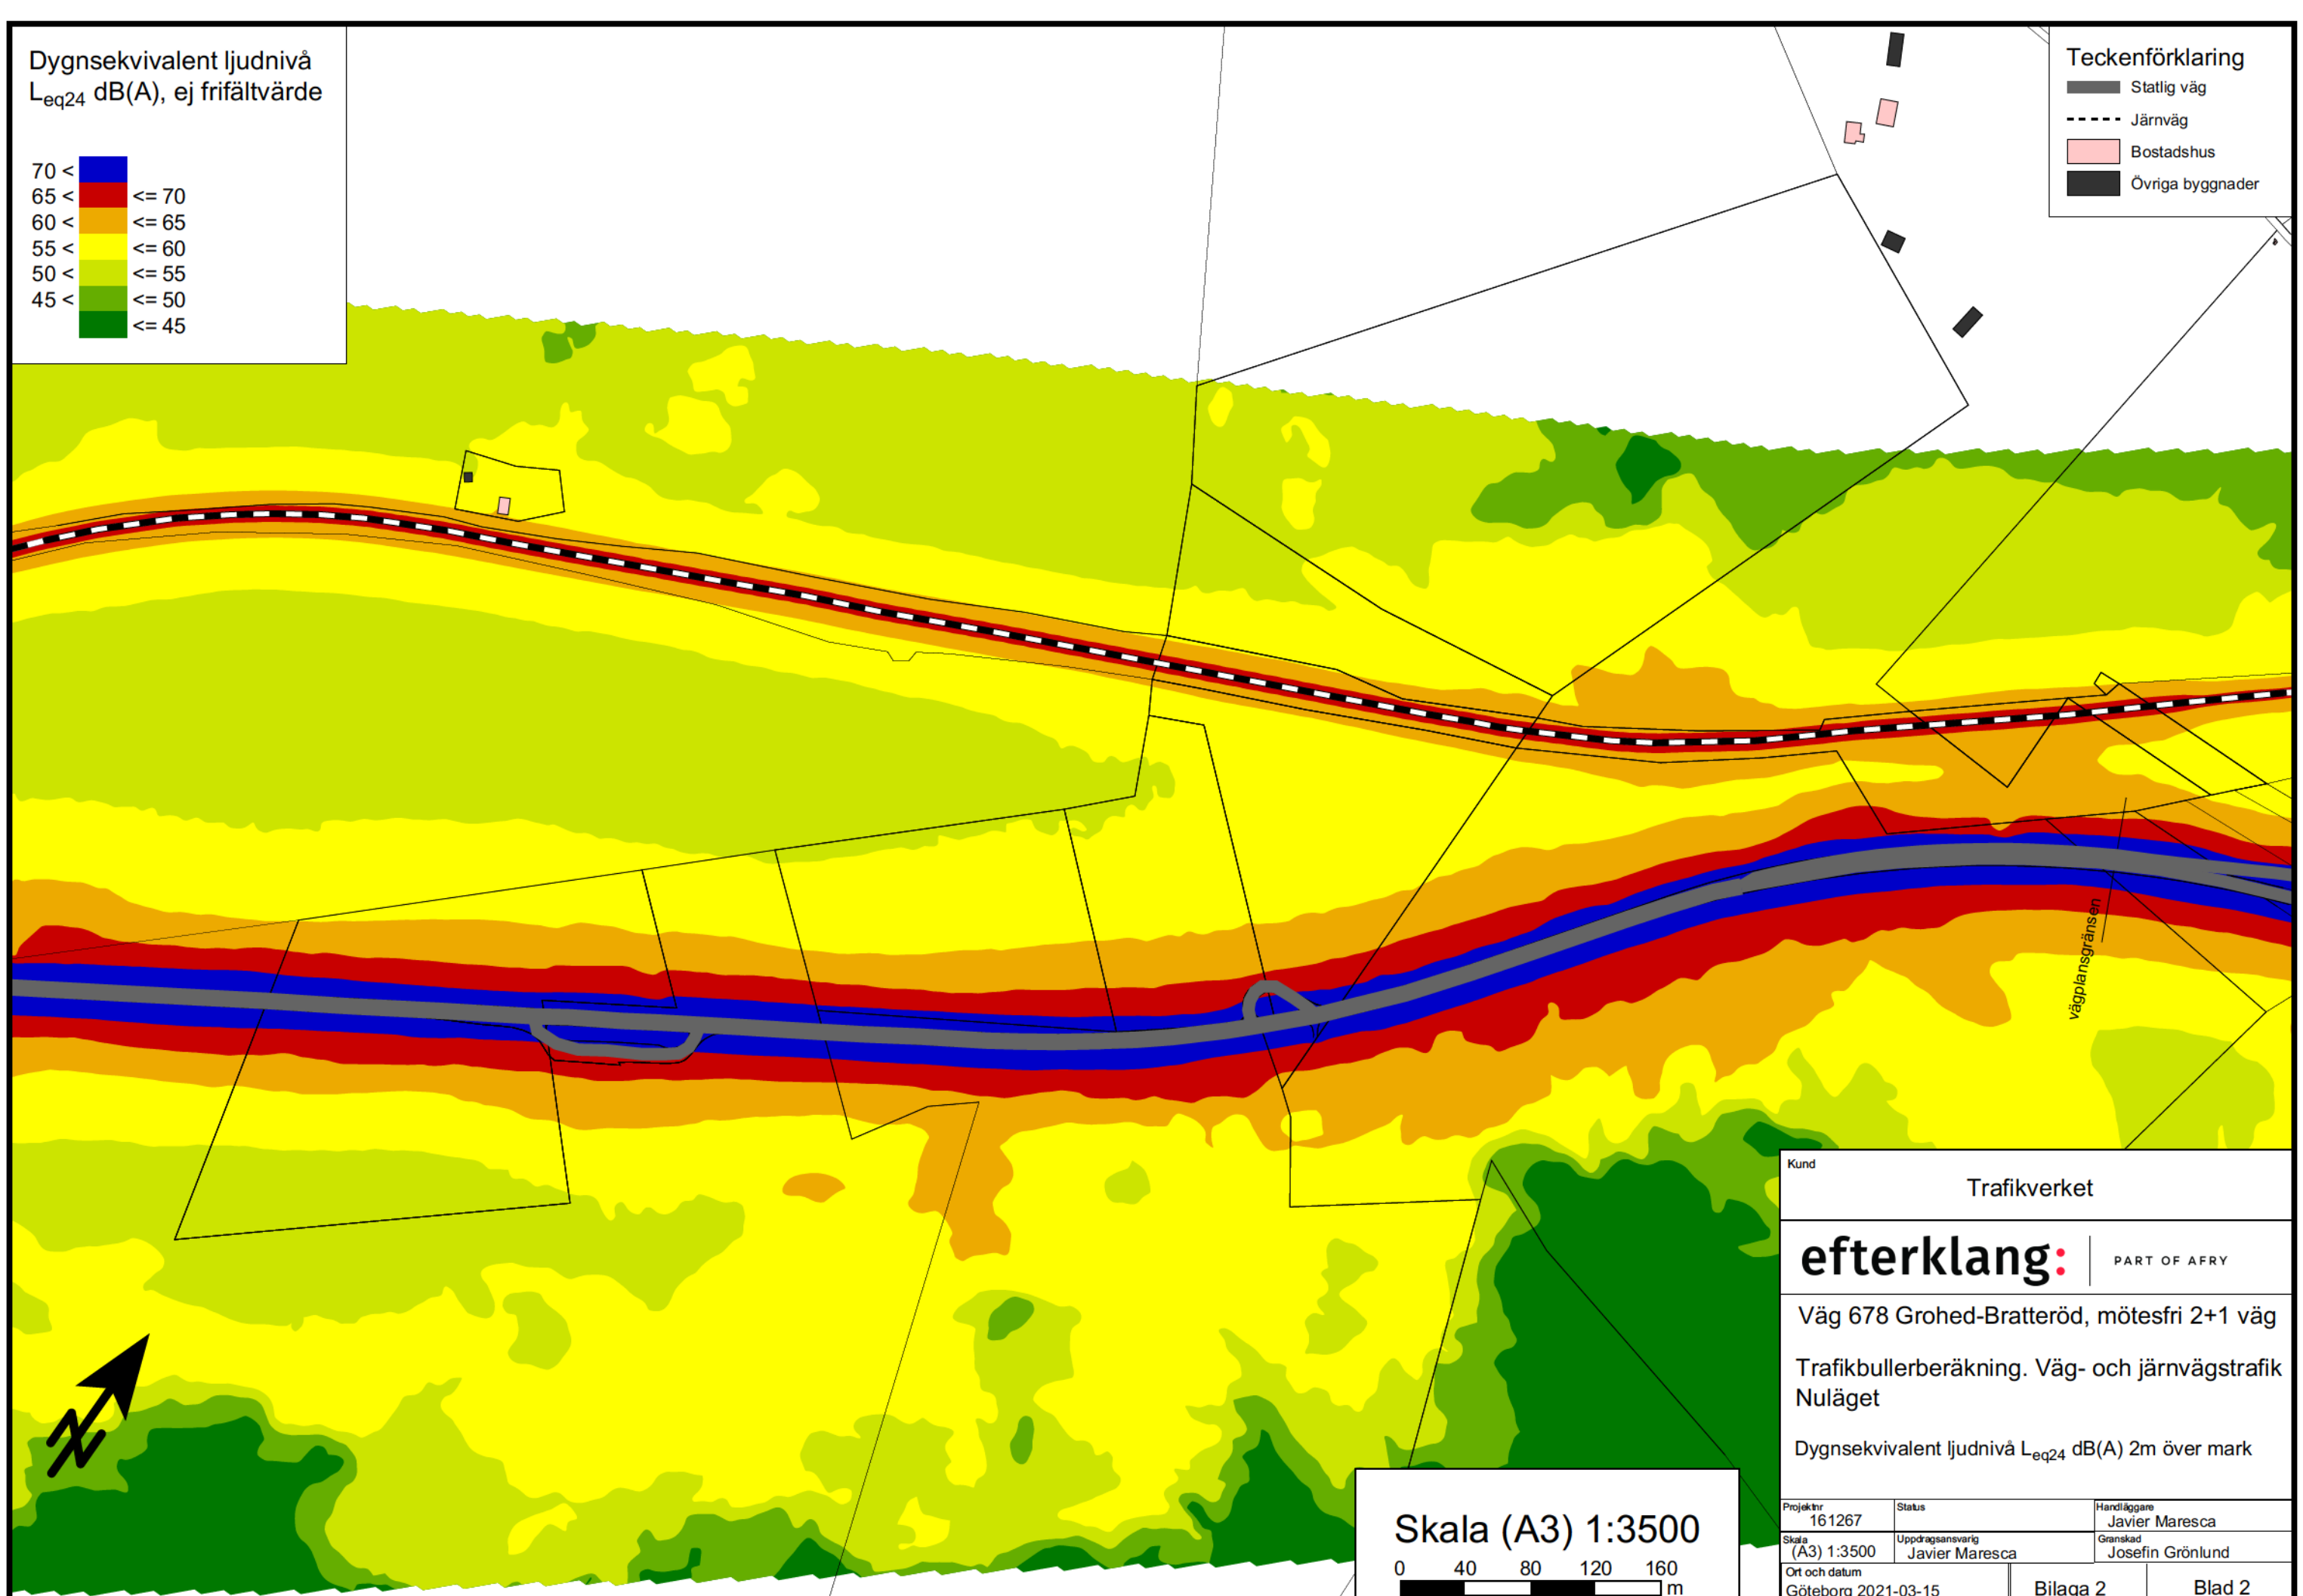 Dygnsekvivalent ljudnivå
Leq24 dB(A), ej frifältvärde
70 <
65 < <= 70
60 < <= 65
55 < <= 60
50 < <= 55
45 < <= 50
<= 45
Teckenförklaring
Statlig väg
Järnväg
Bostadshus
Övriga byggnader
vägplansgränsen
Skala (A3) 1:3500
0 40 80 120 160
m
Kund
Trafikverket
efterklang: PART OF AFRY
Väg 678 Grohed-Bratteröd, mötesfri 2+1 väg
Trafikbullerberäkning. Väg- och järnvägstrafik
Nuläget
Dygnsekvivalent ljudnivå Leq24 dB(A) 2m över mark
Projektnr Status Handläggare
161267 Javier Maresca
Skala Uppdragsansvarig Granskad
(A3) 1:3500 Javier Maresca Josefin Grönlund
Ort och datum
Göteborg 2021-03-15 Bilaga 2 Blad 2